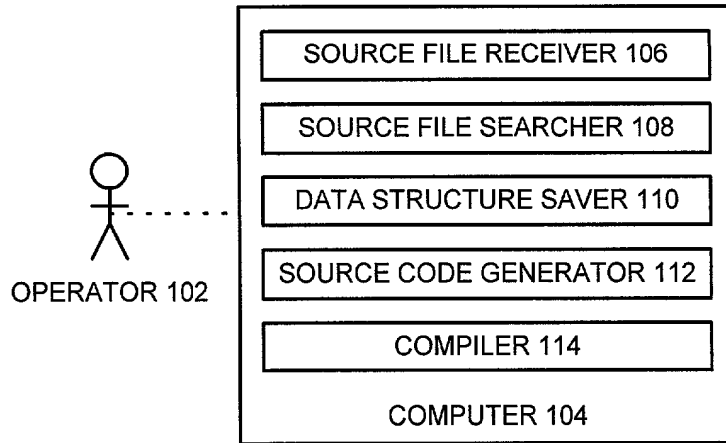 SOURCE FILE RECEIVER 106
SOURCE FILE SEARCHER 108
DATA STRUCTURE SAVER 110
SOURCE CODE GENERATOR 112
OPERATOR 102
COMPILER 114
COMPUTER 104